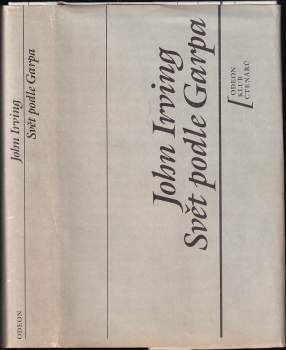 John Irving
Svět podle Garpa
ODEON
John Irving
Svět podle Garpa
ODEON
KLUB
ČTENÁŘŮ